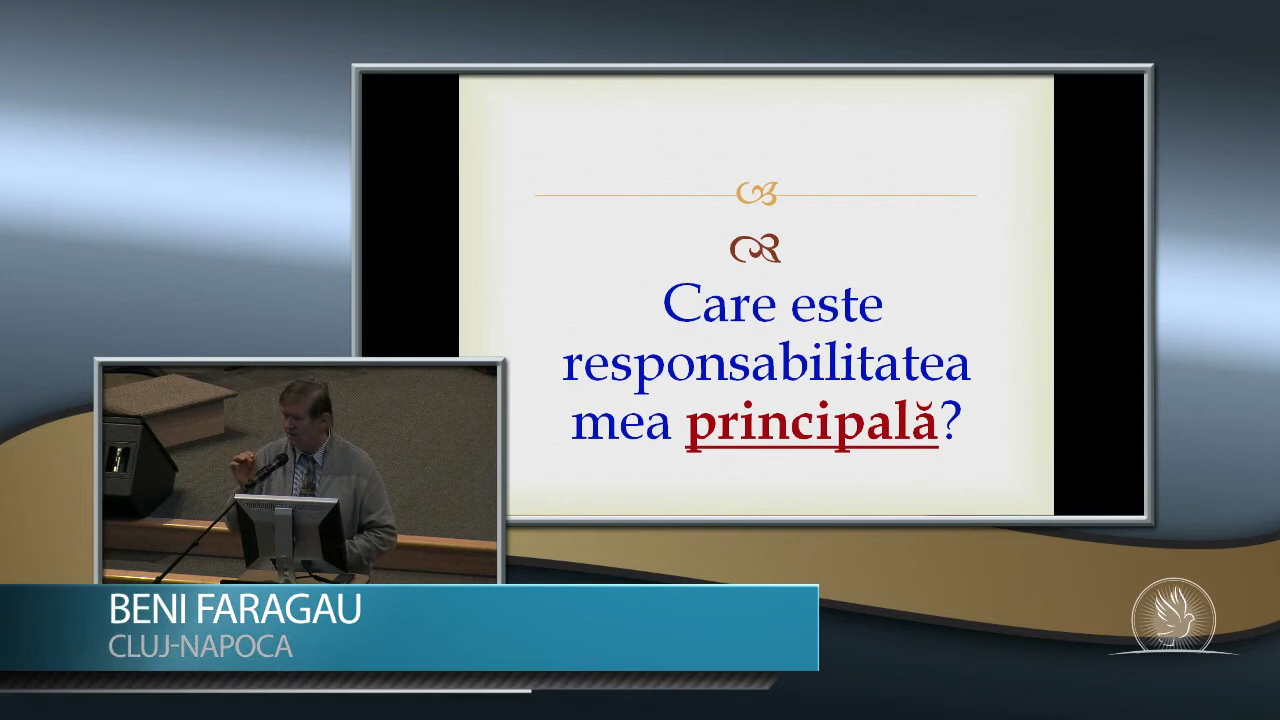 Care este
responsabilitatea
mea principală?
BENI FARAGAU
CLUJ-NAPOCA